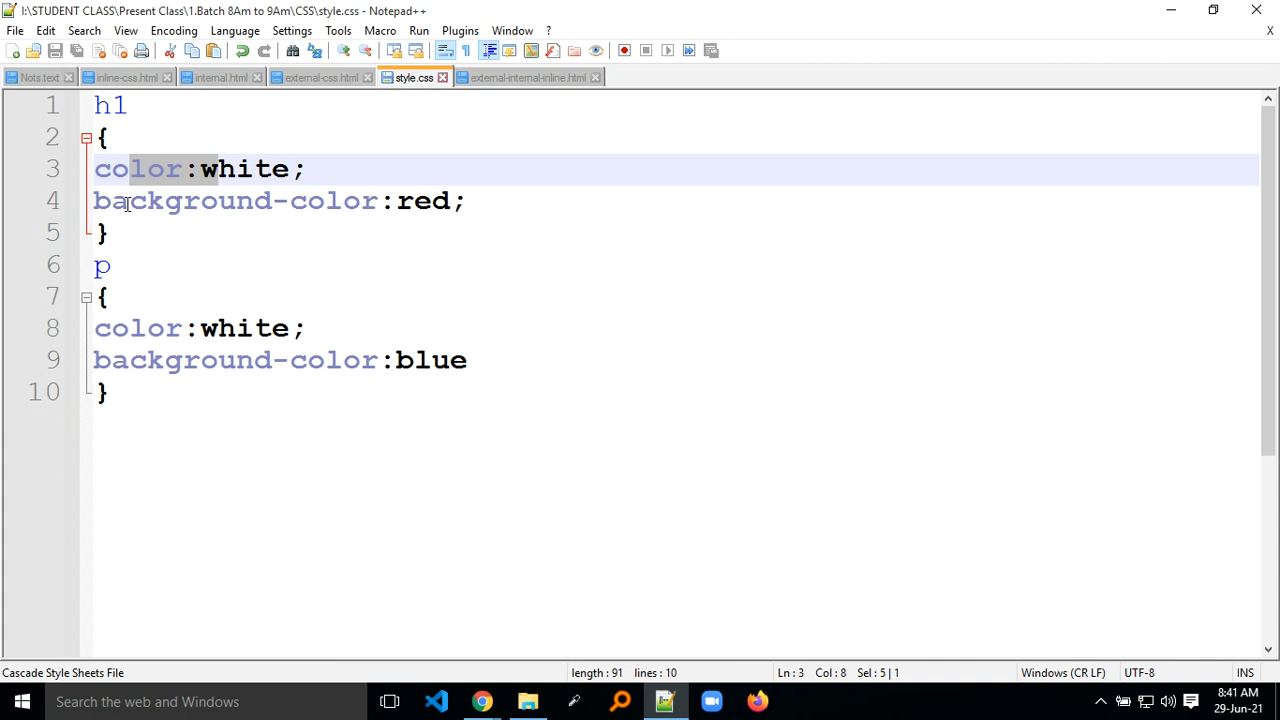 I:\STUDENT CLASS\Present Class\1.Batch 8Am to 9Am\CSS\style.css - Notepad++
File Edit Search View Encoding Language Settings Tools Macro Run Plugins Window ? X
Nots.text inline-css.html internal.html external-css.html style.css external-internal-inline.html
1 h1
2 {
3 color:white;
4 background-color:red;
5 }
6 p
7 {
8 color:white;
9 background-color:blue
10 }
Cascade Style Sheets File length : 91 lines : 10 Ln : 3 Col : 8 Sel : 5 | 1 Windows (CR LF) UTF-8 INS
Search the web and Windows
8:41 AM
29-Jun-21